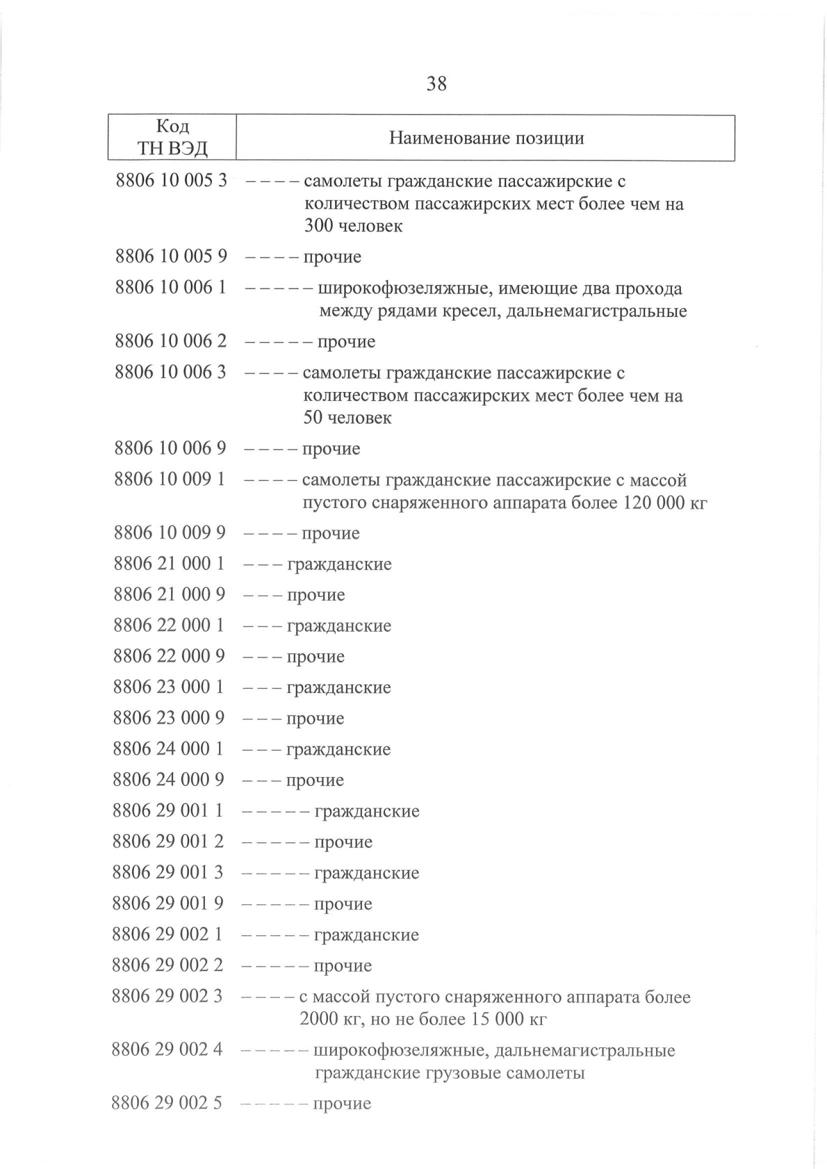 38
Код
ТН ВЭД
Наименование позиции
8806 10 005 3 – – – – самолеты гражданские пассажирские с
количеством пассажирских мест более чем на
300 человек
8806 10 005 9 – – – – прочие
8806 10 006 1 – – – – – широкофюзеляжные, имеющие два прохода
между рядами кресел, дальнемагистральные
8806 10 006 2 – – – – – прочие
8806 10 006 3 – – – – самолеты гражданские пассажирские с
количеством пассажирских мест более чем на
50 человек
8806 10 006 9 – – – – прочие
8806 10 009 1 – – – – самолеты гражданские пассажирские с массой
пустого снаряженного аппарата более 120 000 кг
8806 10 009 9 – – – – прочие
8806 21 000 1 – – – гражданские
8806 21 000 9 – – – прочие
8806 22 000 1 – – – гражданские
8806 22 000 9 – – – прочие
8806 23 000 1 – – – гражданские
8806 23 000 9 – – – прочие
8806 24 000 1 – – – гражданские
8806 24 000 9 – – – прочие
8806 29 001 1 – – – – – гражданские
8806 29 001 2 – – – – – прочие
8806 29 001 3 – – – – – гражданские
8806 29 001 9 – – – – – прочие
8806 29 002 1 – – – – – гражданские
8806 29 002 2 – – – – – прочие
8806 29 002 3 – – – – с массой пустого снаряженного аппарата более
2000 кг, но не более 15 000 кг
8806 29 002 4 – – – – – широкофюзеляжные, дальнемагистральные
гражданские грузовые самолеты
8806 29 002 5 – – – – – прочие